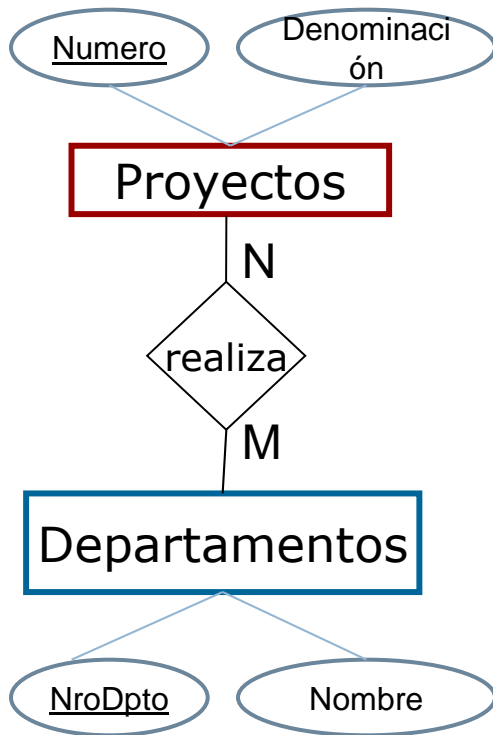 Numero
Denominaci
ón
Proyectos
N
realiza
M
Departamentos
NroDpto
Nombre